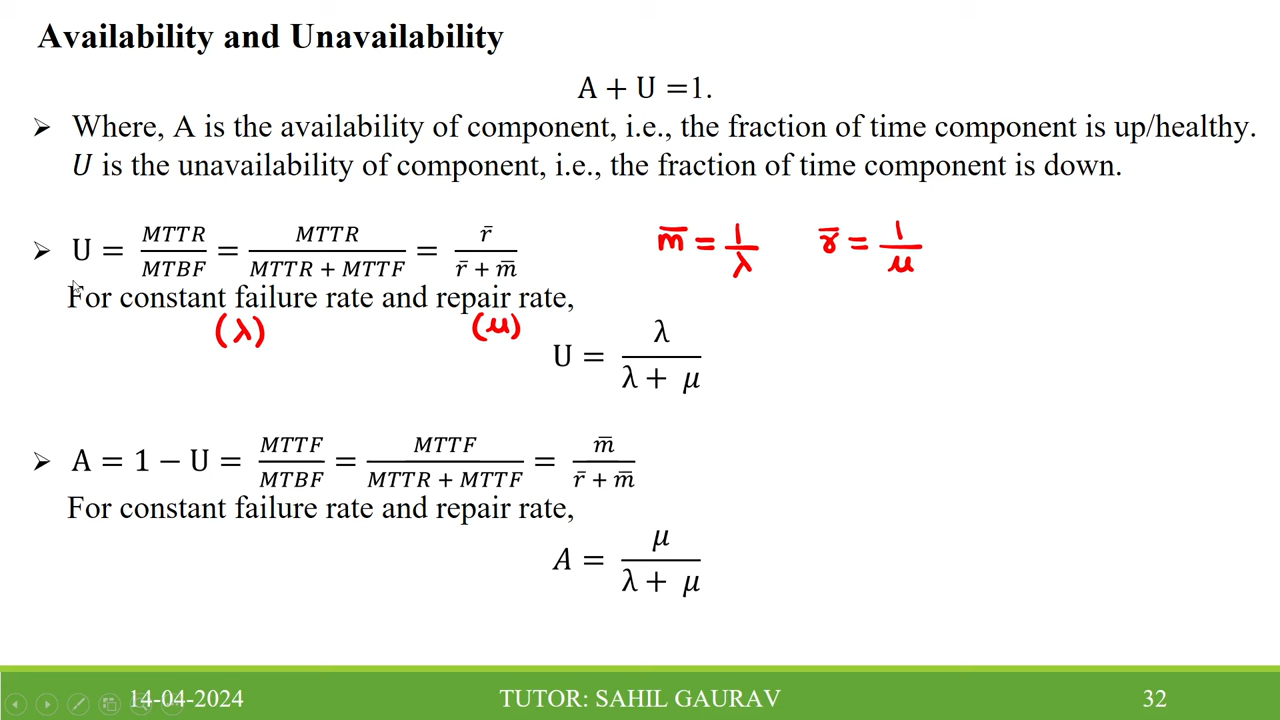 Availability and Unavailability
A + U =1.
➢ Where, A is the availability of component, i.e., the fraction of time component is up/healthy.
U is the unavailability of component, i.e., the fraction of time component is down.
➢ U = MTTR/MTBF = MTTR/(MTTR + MTTF) = r̄/(r̄ + m̄) m̄ = 1/λ r̄ = 1/μ
For constant failure rate and repair rate,
(λ) (μ)
U = λ/(λ + μ)
➢ A = 1 − U = MTTF/MTBF = MTTF/(MTTR + MTTF) = m̄/(r̄ + m̄)
For constant failure rate and repair rate,
A = μ/(λ + μ)
14-04-2024 TUTOR: SAHIL GAURAV 32